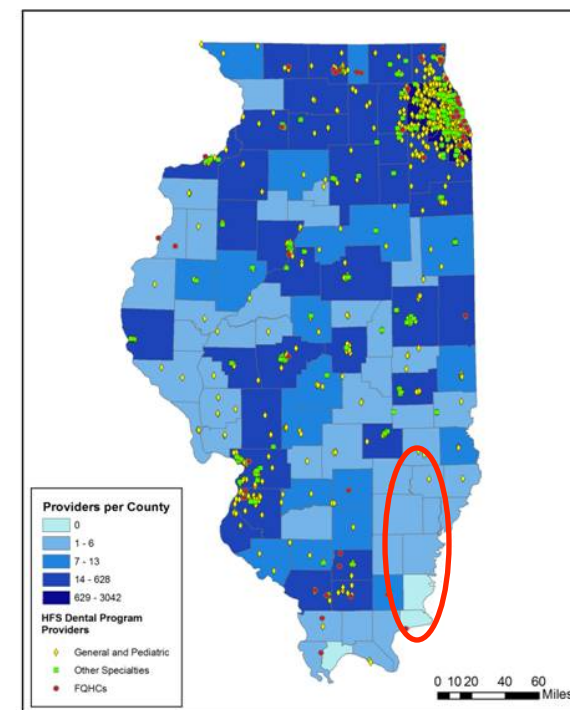 Providers per County
0
1 - 6
7 - 13
14 - 628
629 - 3042
HFS Dental Program
Providers
General and Pediatric
Other Specialties
FQHCs
0 10 20 40 60
Miles